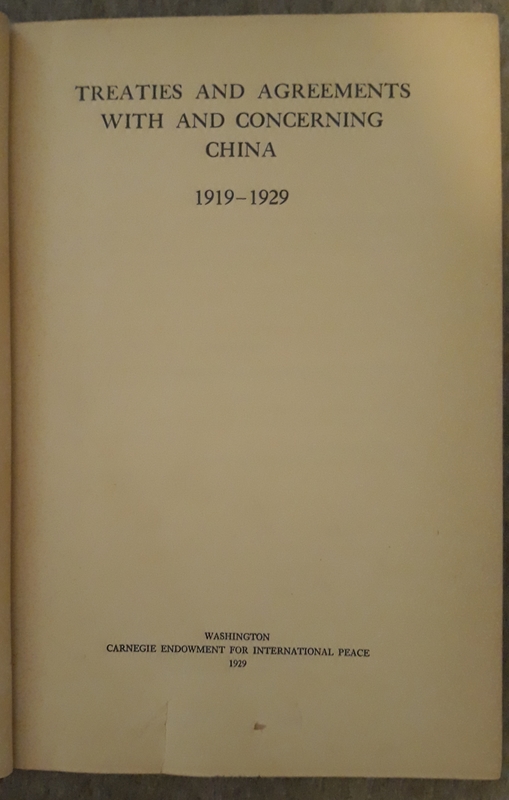 TREATIES AND AGREEMENTS
WITH AND CONCERNING
CHINA
1919–1929
WASHINGTON
CARNEGIE ENDOWMENT FOR INTERNATIONAL PEACE
1929